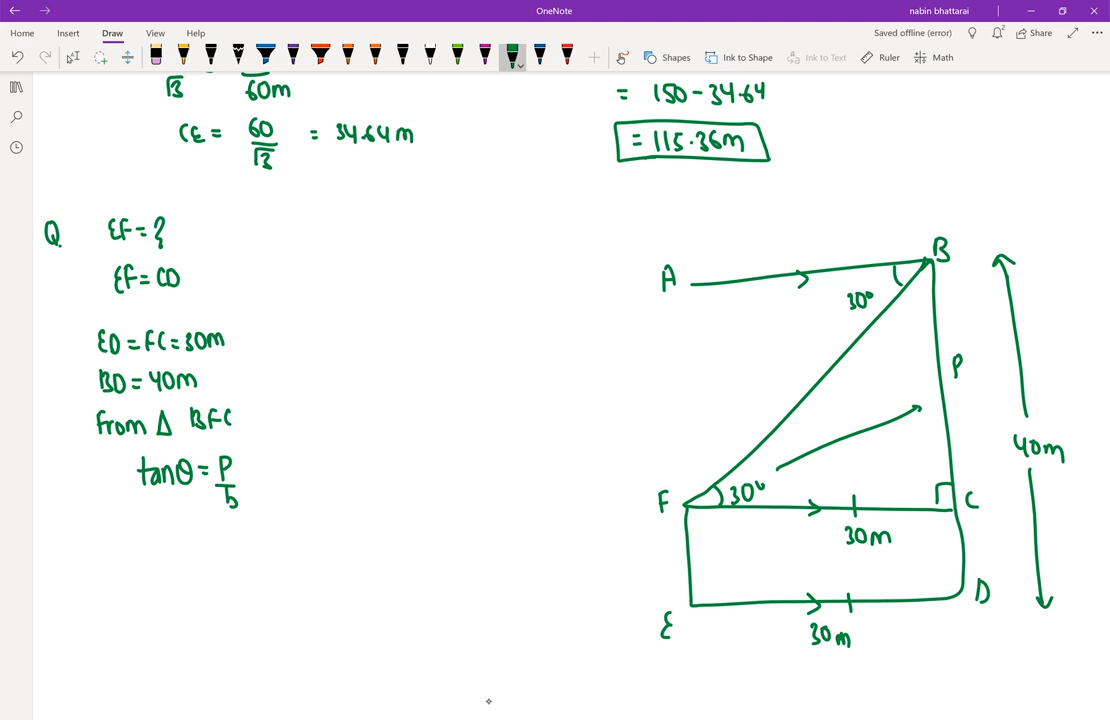 OneNote
nabin bhattarai
Home Insert Draw View Help
Saved offline (error)
Share
Shapes
Ink to Shape
Ink to Text
Ruler
Math
√3 60m
CE = 60/√3 = 34.64m
= 150 - 34.64
= 115.36m
Q. EF = ?
EF = CD
ED = FC = 30m
BD = 40m
From Δ BFC
tanθ = P/b
A
B
30°
P
40m
F
30°
C
30m
E
D
30m